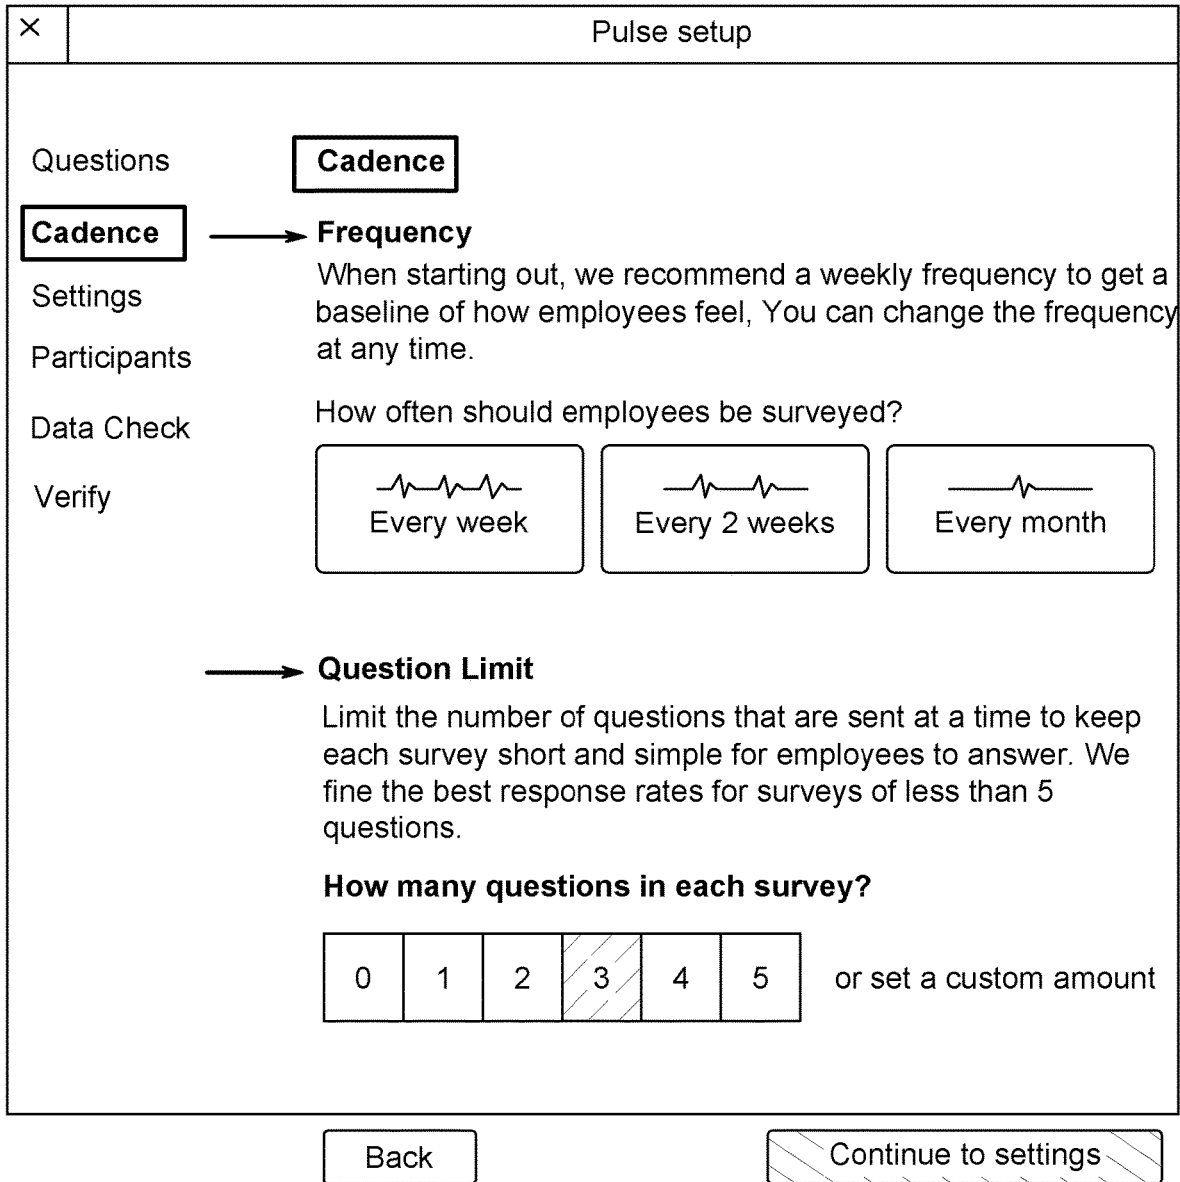 × Pulse setup
Questions
Cadence
Settings
Participants
Data Check
Verify
Cadence
Frequency
When starting out, we recommend a weekly frequency to get a
baseline of how employees feel, You can change the frequency
at any time.
How often should employees be surveyed?
Every week Every 2 weeks Every month
Question Limit
Limit the number of questions that are sent at a time to keep
each survey short and simple for employees to answer. We
fine the best response rates for surveys of less than 5
questions.
How many questions in each survey?
0 1 2 3 4 5 or set a custom amount
Back Continue to settings